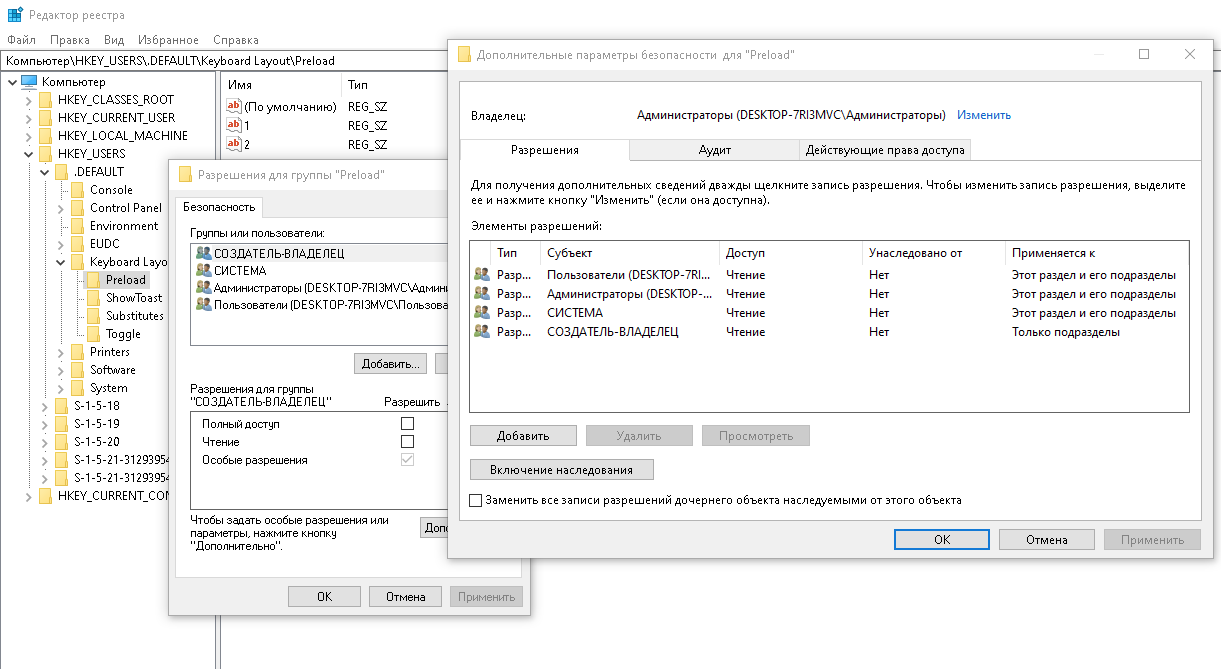 Редактор реестра
Файл Правка Вид Избранное Справка
Компьютер\HKEY_USERS\.DEFAULT\Keyboard Layout\Preload
Компьютер
HKEY_CLASSES_ROOT
HKEY_CURRENT_USER
HKEY_LOCAL_MACHINE
HKEY_USERS
.DEFAULT
Console
Control Panel
Environment
EUDC
Keyboard Layo
Preload
ShowToast
Substitutes
Toggle
Printers
Software
System
S-1-5-18
S-1-5-19
S-1-5-20
S-1-5-21-31293954
S-1-5-21-31293954
HKEY_CURRENT_CON
Имя Тип
ab (По умолчанию) REG_SZ
ab 1 REG_SZ
ab 2 REG_SZ
Разрешения для группы "Preload"
Безопасность
Группы или пользователи:
СОЗДАТЕЛЬ-ВЛАДЕЛЕЦ
СИСТЕМА
Администраторы (DESKTOP-7RI3MVC\Админи
Пользователи (DESKTOP-7RI3MVC\Пользова
Добавить...
Разрешения для группы
"СОЗДАТЕЛЬ-ВЛАДЕЛЕЦ" Разрешить
Полный доступ
Чтение
Особые разрешения
Чтобы задать особые разрешения или
параметры, нажмите кнопку
"Дополнительно".
Допо
OK Отмена Применить
Дополнительные параметры безопасности для "Preload"
Владелец: Администраторы (DESKTOP-7RI3MVC\Администраторы) Изменить
Разрешения Аудит Действующие права доступа
Для получения дополнительных сведений дважды щелкните запись разрешения. Чтобы изменить запись разрешения, выделите
ее и нажмите кнопку "Изменить" (если она доступна).
Элементы разрешений:
Тип Субъект Доступ Унаследовано от Применяется к
Разр... Пользователи (DESKTOP-7RI... Чтение Нет Этот раздел и его подразделы
Разр... Администраторы (DESKTOP-... Чтение Нет Этот раздел и его подразделы
Разр... СИСТЕМА Чтение Нет Этот раздел и его подразделы
Разр... СОЗДАТЕЛЬ-ВЛАДЕЛЕЦ Чтение Нет Только подразделы
Добавить Удалить Просмотреть
Включение наследования
Заменить все записи разрешений дочернего объекта наследуемыми от этого объекта
OK Отмена Применить